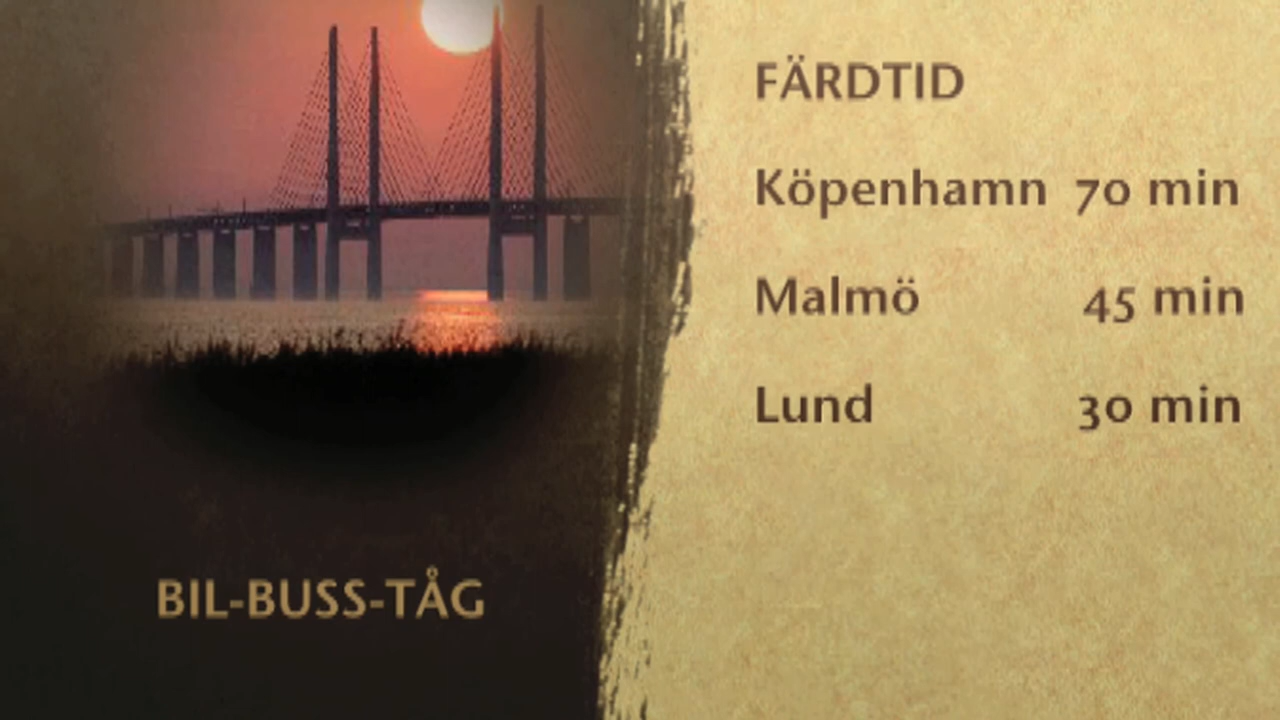 FÄRDTID
Köpenhamn 70 min
Malmö 45 min
Lund 30 min
BIL-BUSS-TÅG